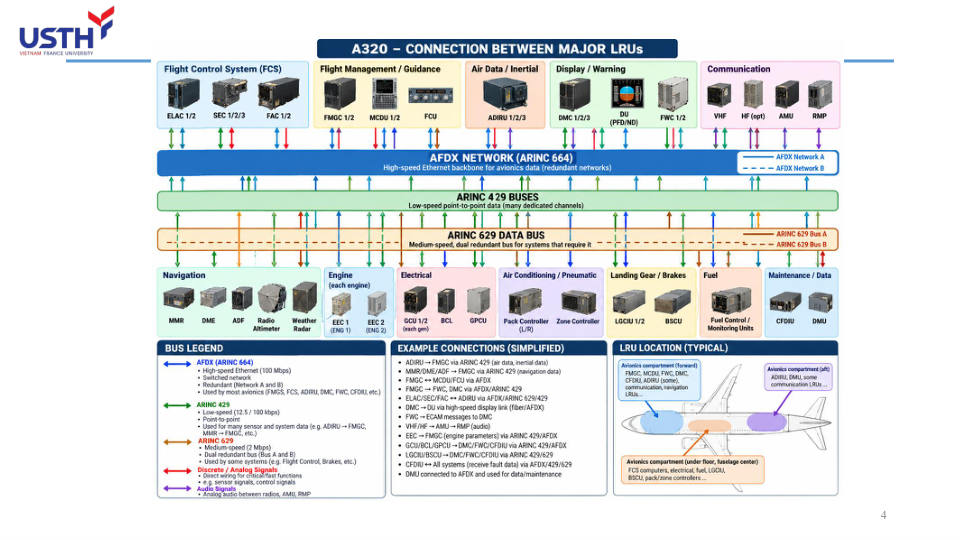 USTH
VIETNAM FRANCE UNIVERSITY
A320 – CONNECTION BETWEEN MAJOR LRUs
Flight Control System (FCS)
ELAC 1/2
SEC 1/2/3
FAC 1/2
Flight Management / Guidance
FMGC 1/2
MCDU 1/2
FCU
Air Data / Inertial
ADIRU 1/2/3
Display / Warning
DMC 1/2/3
DU
(PFD/ND)
FWC 1/2
Communication
VHF
HF (opt)
AMU
RMP
AFDX NETWORK (ARINC 664)
High-speed Ethernet backbone for avionics data (redundant networks)
AFDX Network A
AFDX Network B
ARINC 429 BUSES
Low-speed point-to-point data (many dedicated channels)
ARINC 629 DATA BUS
Medium-speed, dual redundant bus for systems that require it
ARINC 629 Bus A
ARINC 629 Bus B
Navigation
MMR
DME
ADF
Radio
Altimeter
Weather
Radar
Engine
(each engine)
EEC 1
(ENG 1)
EEC 2
(ENG 2)
Electrical
GCU 1/2
(each gen)
BCL
GPCU
Air Conditioning / Pneumatic
Pack Controller
(L/R)
Zone Controller
Landing Gear / Brakes
LGCIU 1/2
BSCU
Fuel
Fuel Control /
Monitoring Units
Maintenance / Data
CFDIU
DMU
BUS LEGEND
AFDX (ARINC 664)
• High-speed Ethernet (100 Mbps)
• Switched network
• Redundant (Network A and B)
• Used by most avionics (FMGS, FCS, ADIRU, DMC, FWC, CFDIU, etc.)
ARINC 429
• Low-speed (12.5 / 100 kbps)
• Point-to-point
• Used for many sensor and system data (e.g. ADIRU → FMGC,
MMR → FMGC, etc.)
ARINC 629
• Medium-speed (2 Mbps)
• Dual redundant bus (Bus A and B)
• Used by some systems (e.g. Flight Control, Brakes, etc.)
Discrete / Analog Signals
• Direct wiring for critical/fast functions
• e.g. sensor signals, control signals
Audio Signals
• Analog audio between radios, AMU, RMP
EXAMPLE CONNECTIONS (SIMPLIFIED)
• ADIRU → FMGC via ARINC 429 (air data, inertial data)
• MMR/DME/ADF → FMGC via ARINC 429 (navigation data)
• FMGC ↔ MCDU/FCU via AFDX
• FMGC → FWC, DMC via AFDX/ARINC 429
• ELAC/SEC/FAC ↔ ADIRU via AFDX/ARINC 629/429
• DMC → DU via high-speed display link (fiber/AFDX)
• FWC → ECAM messages to DMC
• VHF/HF → AMU → RMP (audio)
• EEC → FMGC (engine parameters) via ARINC 429/AFDX
• GCU/BCL/GPCU → DMC/FWC/CFDIU via ARINC 429/AFDX
• LGCIU/BSCU → DMC/FWC/CFDIU via ARINC 429/629
• CFDIU ↔ All systems (receive fault data) via AFDX/429/629
• DMU connected to AFDX and used for data/maintenance
LRU LOCATION (TYPICAL)
Avionics compartment (forward)
FMGC, MCDU, FWC, DMC,
CFDIU, ADIRU (some),
communication, navigation
LRUs...
Avionics compartment (aft)
ADIRU, DMU, some
communication LRUs ...
Avionics compartment (under floor, fuselage center)
FCS computers, electrical, fuel, LGCIU,
BSCU, pack/zone controllers ...
4